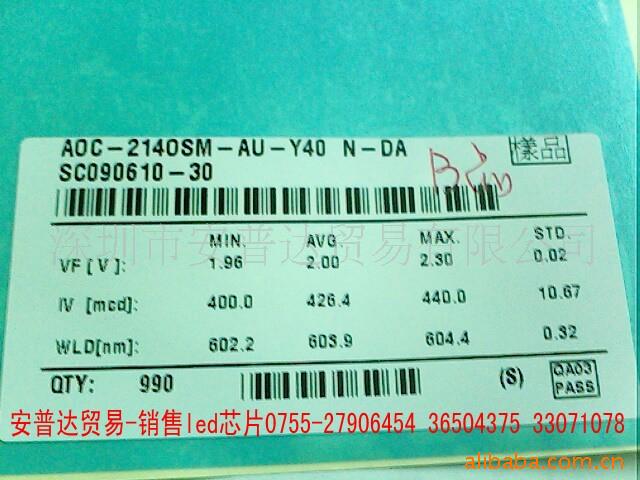 AOC-2140SM-AU-Y40 N-DA
樣品
SC090610-30
深圳市安普达贸易有限公司
MIN. AVG MAX. STD.
VF[V]: 1.96 2.00 2.30 0.02
IV [mcd]: 400.0 426.4 440.0 10.67
WLD[nm]: 602.2 603.9 604.4 0.32
QTY: 990 (S) QA03
PASS
安普达贸易-销售led芯片0755-27906454 36504375 33071078
alibaba.com.cn